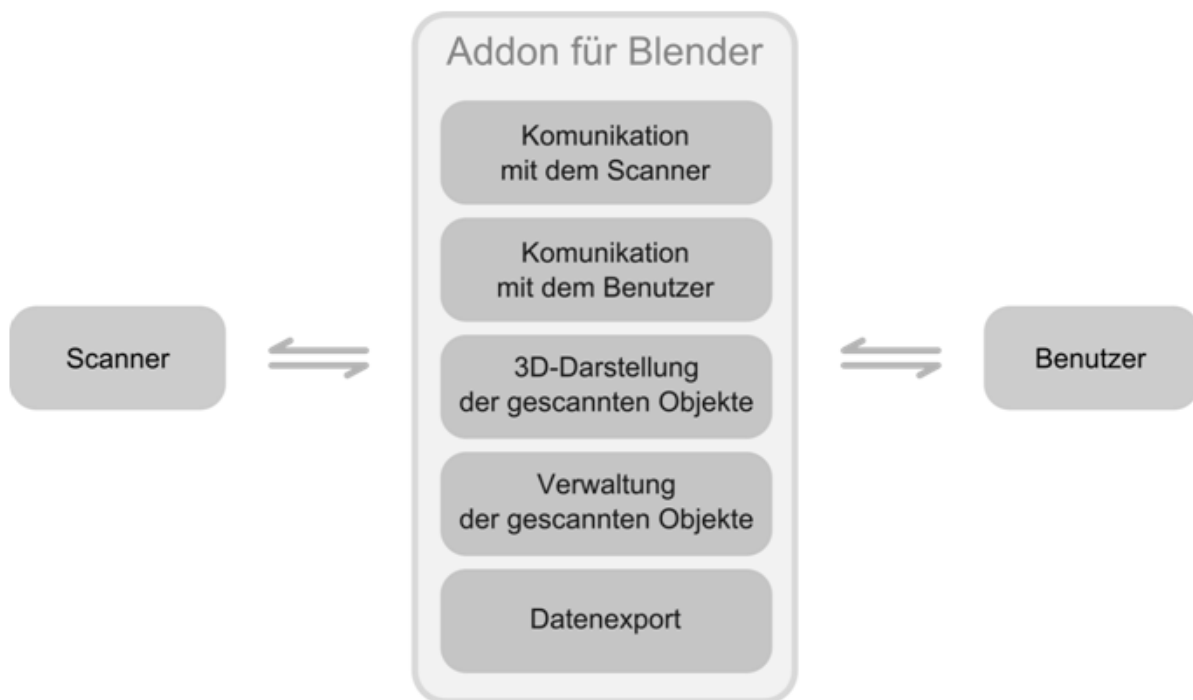 Addon für Blender
Komunikation
mit dem Scanner
Komunikation
mit dem Benutzer
Scanner
3D-Darstellung
der gescannten Objekte
Benutzer
Verwaltung
der gescannten Objekte
Datenexport